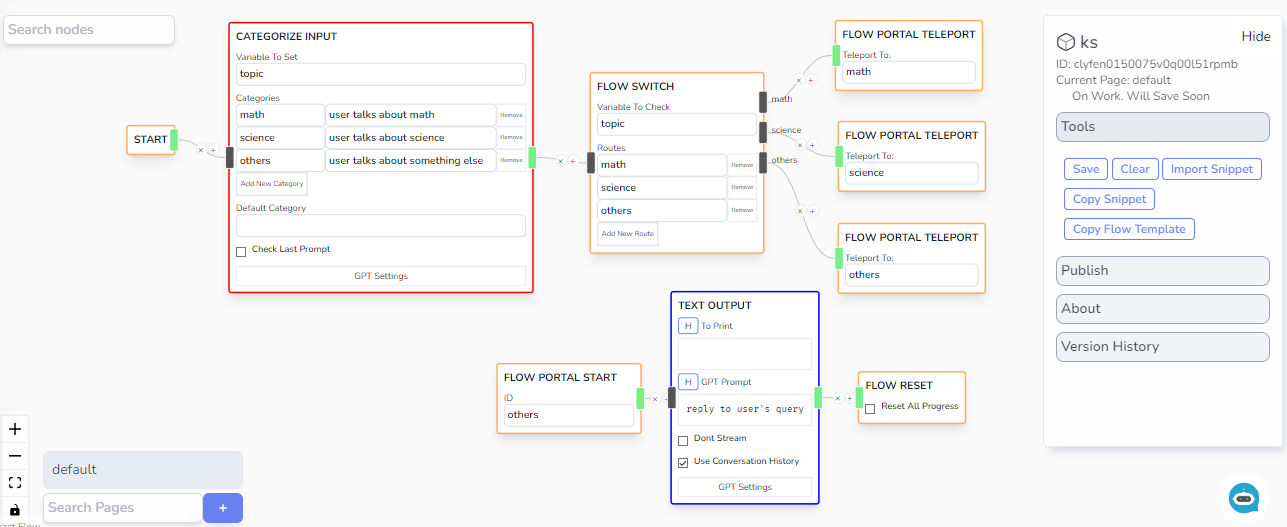 Search nodes
START
CATEGORIZE INPUT
Variable To Set
topic
Categories
math user talks about math Remove
science user talks about science Remove
others user talks about something else Remove
Add New Category
Default Category
Check Last Prompt
GPT Settings
FLOW SWITCH
Variable To Check
topic
Routes
math Remove
science Remove
others Remove
Add New Route
math
science
others
FLOW PORTAL TELEPORT
Teleport To:
math
FLOW PORTAL TELEPORT
Teleport To:
science
FLOW PORTAL TELEPORT
Teleport To:
others
FLOW PORTAL START
ID
others
TEXT OUTPUT
H To Print
H GPT Prompt
reply to user's query
Dont Stream
Use Conversation History
GPT Settings
FLOW RESET
Reset All Progress
Hide
ks
ID: clyfen0150075v0q00l51rpmb
Current Page: default
On Work. Will Save Soon
Tools
Save Clear Import Snippet
Copy Snippet
Copy Flow Template
Publish
About
Version History
default
Search Pages +